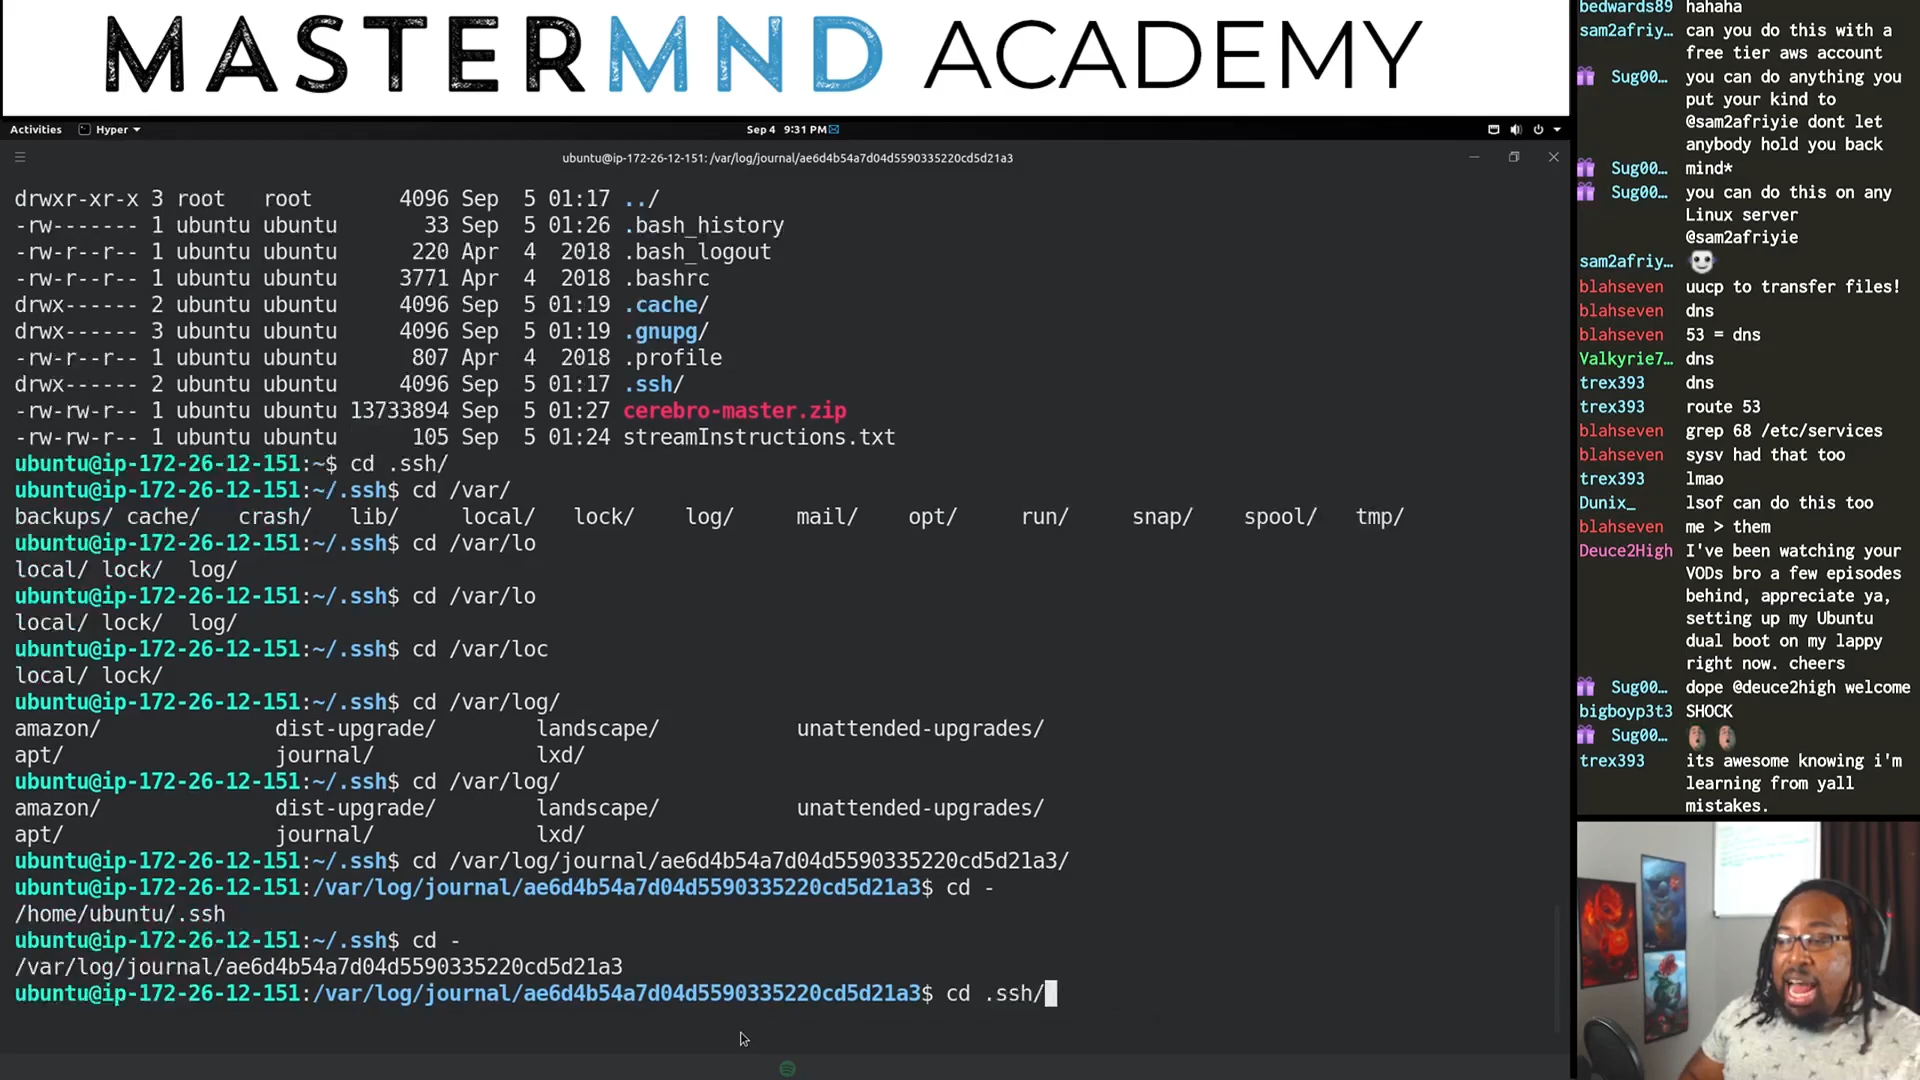 MASTERMND ACADEMY
Activities Hyper Sep 4 9:31 PM
ubuntu@ip-172-26-12-151: /var/log/journal/ae6d4b54a7d04d5590335220cd5d21a3
drwxr-xr-x 3 root root 4096 Sep 5 01:17 ../
-rw------- 1 ubuntu ubuntu 33 Sep 5 01:26 .bash_history
-rw-r--r-- 1 ubuntu ubuntu 220 Apr 4 2018 .bash_logout
-rw-r--r-- 1 ubuntu ubuntu 3771 Apr 4 2018 .bashrc
drwx------ 2 ubuntu ubuntu 4096 Sep 5 01:19 .cache/
drwx------ 3 ubuntu ubuntu 4096 Sep 5 01:19 .gnupg/
-rw-r--r-- 1 ubuntu ubuntu 807 Apr 4 2018 .profile
drwx------ 2 ubuntu ubuntu 4096 Sep 5 01:17 .ssh/
-rw-rw-r-- 1 ubuntu ubuntu 13733894 Sep 5 01:27 cerebro-master.zip
-rw-rw-r-- 1 ubuntu ubuntu 105 Sep 5 01:24 streamInstructions.txt
ubuntu@ip-172-26-12-151:~$ cd .ssh/
ubuntu@ip-172-26-12-151:~/.ssh$ cd /var/
backups/ cache/ crash/ lib/ local/ lock/ log/ mail/ opt/ run/ snap/ spool/ tmp/
ubuntu@ip-172-26-12-151:~/.ssh$ cd /var/lo
local/ lock/ log/
ubuntu@ip-172-26-12-151:~/.ssh$ cd /var/lo
local/ lock/ log/
ubuntu@ip-172-26-12-151:~/.ssh$ cd /var/loc
local/ lock/
ubuntu@ip-172-26-12-151:~/.ssh$ cd /var/log/
amazon/ dist-upgrade/ landscape/ unattended-upgrades/
apt/ journal/ lxd/
ubuntu@ip-172-26-12-151:~/.ssh$ cd /var/log/
amazon/ dist-upgrade/ landscape/ unattended-upgrades/
apt/ journal/ lxd/
ubuntu@ip-172-26-12-151:~/.ssh$ cd /var/log/journal/ae6d4b54a7d04d5590335220cd5d21a3/
ubuntu@ip-172-26-12-151:/var/log/journal/ae6d4b54a7d04d5590335220cd5d21a3$ cd -
/home/ubuntu/.ssh
ubuntu@ip-172-26-12-151:~/.ssh$ cd -
/var/log/journal/ae6d4b54a7d04d5590335220cd5d21a3
ubuntu@ip-172-26-12-151:/var/log/journal/ae6d4b54a7d04d5590335220cd5d21a3$ cd .ssh/
bedwards89 hahaha
sam2afriy… can you do this with a
free tier aws account
Sug00… you can do anything you
put your kind to
@sam2afriyie dont let
anybody hold you back
Sug00… mind*
Sug00… you can do this on any
Linux server
@sam2afriyie
sam2afriy…
blahseven uucp to transfer files!
blahseven dns
blahseven 53 = dns
Valkyrie7… dns
trex393 dns
trex393 route 53
blahseven grep 68 /etc/services
blahseven sysv had that too
trex393 lmao
Dunix_ lsof can do this too
blahseven me > them
Deuce2High I've been watching your
VODs bro a few episodes
behind, appreciate ya,
setting up my Ubuntu
dual boot on my lappy
right now. cheers
Sug00… dope @deuce2high welcome
bigboyp3t3 SHOCK
Sug00…
trex393 its awesome knowing i'm
learning from yall
mistakes.